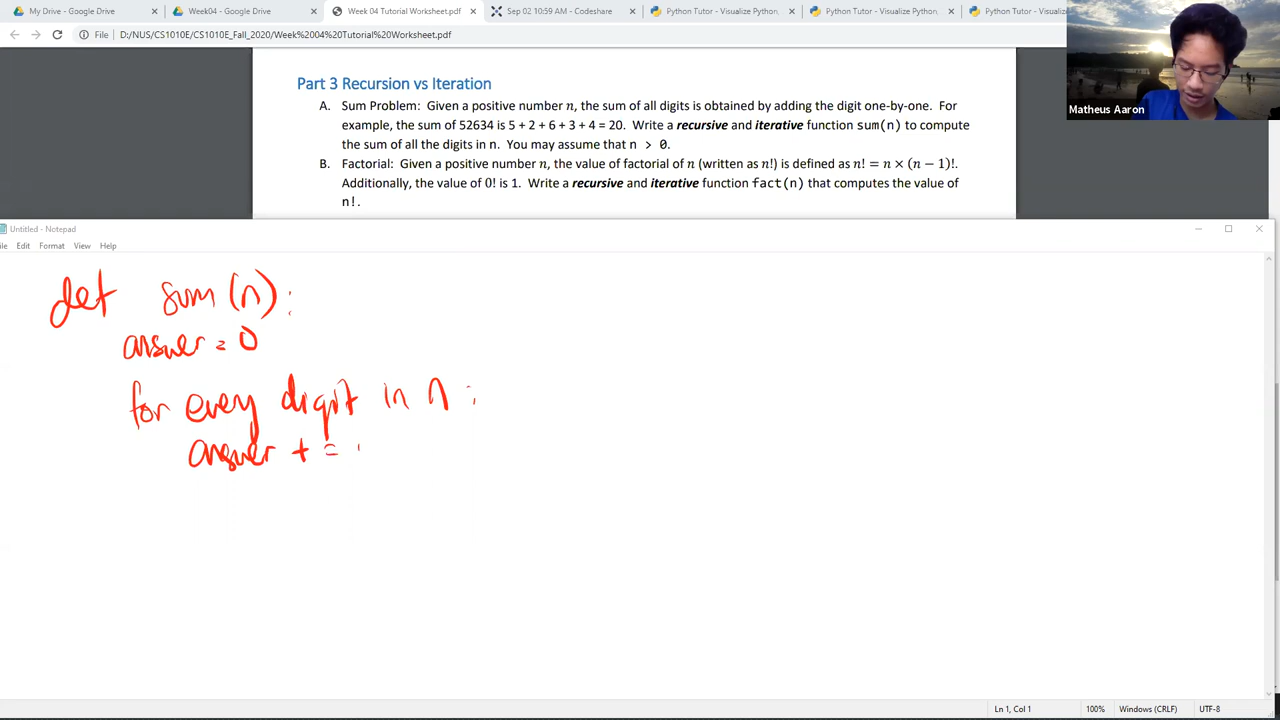 My Drive - Google Drive
Week04 - Google Drive
Week 04 Tutorial Worksheet.pdf
Sep 02 10:59 AM - Codeshare
Python Tutor - Visualize Python,
Python Tutor - Visualize Python,
Python Tutor - Visualiz
File
D:/NUS/CS1010E_Fall_2020/Week%2004%20Tutorial%20Worksheet.pdf
Matheus Aaron
Part 3 Recursion vs Iteration
A. Sum Problem: Given a positive number n, the sum of all digits is obtained by adding the digit one-by-one. For
example, the sum of 52634 is 5 + 2 + 6 + 3 + 4 = 20. Write a recursive and iterative function sum(n) to compute
the sum of all the digits in n. You may assume that n > 0.
B. Factorial: Given a positive number n, the value of factorial of n (written as n!) is defined as n! = n × (n − 1)!.
Additionally, the value of 0! is 1. Write a recursive and iterative function fact(n) that computes the value of
n!.
Untitled - Notepad
ile Edit Format View Help
def sum(n):
answer = 0
for every digit in n:
answer + =
Ln 1, Col 1
100%
Windows (CRLF)
UTF-8